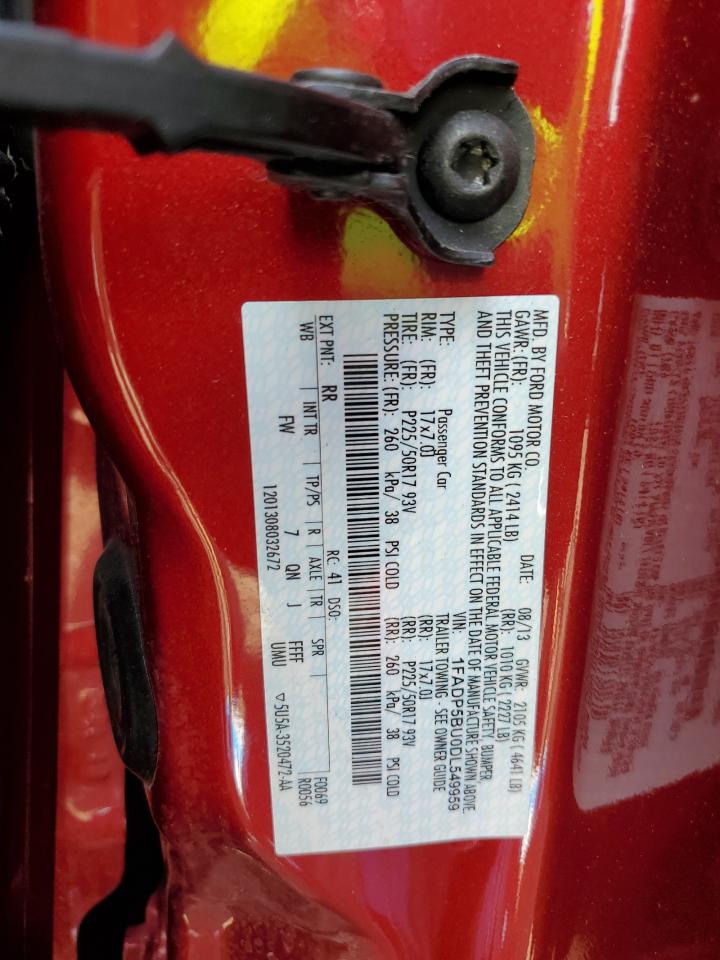 MFD. BY FORD MOTOR CO. DATE: 08/13 GVWR: 2105 KG ( 4641 LB)
GAWR: (FR): 1095 KG ( 2414 LB) (RR): 1010 KG ( 2227 LB)
THIS VEHICLE CONFORMS TO ALL APPLICABLE FEDERAL MOTOR VEHICLES SAFETY BUMPER,
AND THEFT PREVENTION STANDARDS IN EFFECT ON THE DATE OF MANUFACTURE SHOWN ABOVE.
VIN: 1FADP5BU0DL549959
TYPE: Passenger Car TRAILER TOWING - SEE OWNER GUIDE
RIM: (FR): 17x7.0J (RR): 17x7.0J
TIRE: (FR): P225/50R17 93V (RR): P225/50R17 93V
PRESSURE: (FR): 260 kPa/ 38 PSI COLD (RR): 260 kPa/ 38 PSI COLD
RC: 41 DSO:
EXT PNT: RR F0069
WB | INT TR | TP/PS | R | AXLE | TR | SPR | R0056
FW 7 QN J FFFF
UMU
1201308032672 ▽5U5A-3520472-AA